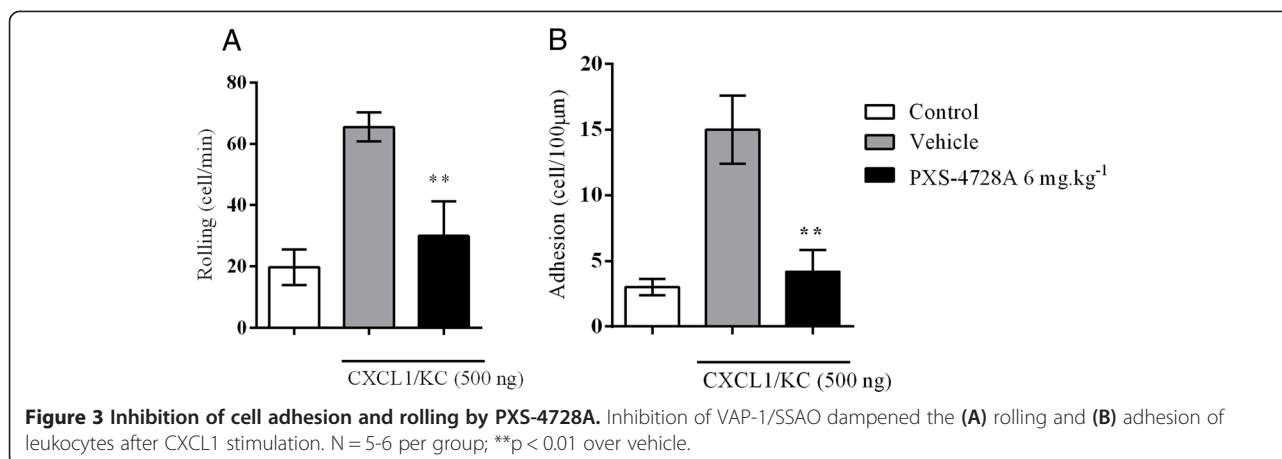 A
Rolling (cell/min)
80
60
40
20
0
**
CXCL1/KC (500 ng)
B
Adhesion (cell/100μm)
20
15
10
5
0
**
CXCL1/KC (500 ng)
Control
Vehicle
PXS-4728A 6 mg.kg⁻¹
Figure 3 Inhibition of cell adhesion and rolling by PXS-4728A. Inhibition of VAP-1/SSAO dampened the (A) rolling and (B) adhesion of
leukocytes after CXCL1 stimulation. N = 5-6 per group; **p < 0.01 over vehicle.